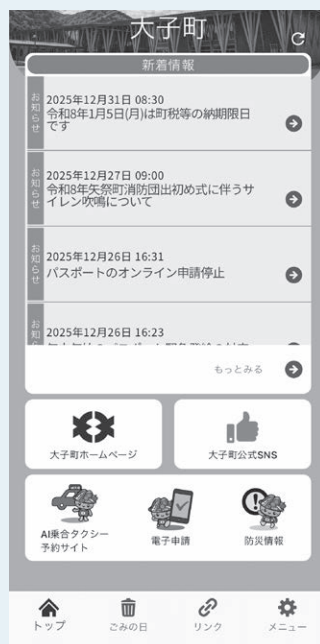 大子町
新着情報
お知らせ
2025年12月31日 08:30
令和8年1月5日(月)は町税等の納期限日
です
お知らせ
2025年12月27日 09:00
令和8年矢祭町消防団出初め式に伴うサ
イレン吹鳴について
お知らせ
2025年12月26日 16:31
パスポートのオンライン申請停止
お知ら
2025年12月26日 16:23
もっとみる
大子町ホームページ
大子町公式SNS
AI乗合タクシー
予約サイト
電子申請
防災情報
トップ
ごみの日
リンク
メニュー